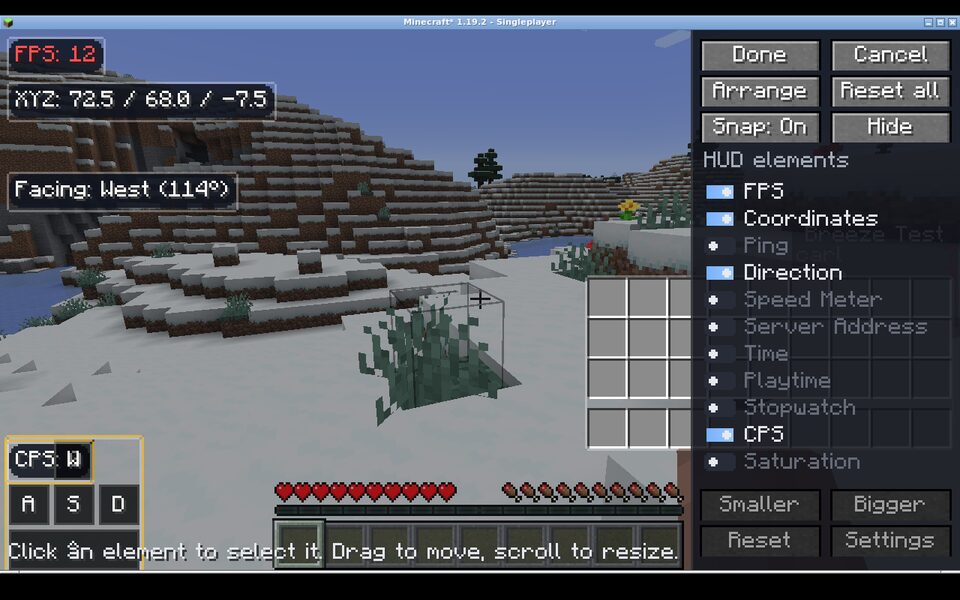 Minecraft* 1.19.2 - Singleplayer
FPS: 12
XYZ: 72.5 / 68.0 / -7.5
Facing: West (114°)
Done
Cancel
Arrange
Reset all
Snap: On
Hide
HUD elements
FPS
Coordinates
Ping
Direction
Speed Meter
Server Address
Time
Playtime
Stopwatch
CPS
Saturation
Smaller
Bigger
Reset
Settings
CPS
W
A
S
D
Click an element to select it. Drag to move, scroll to resize.